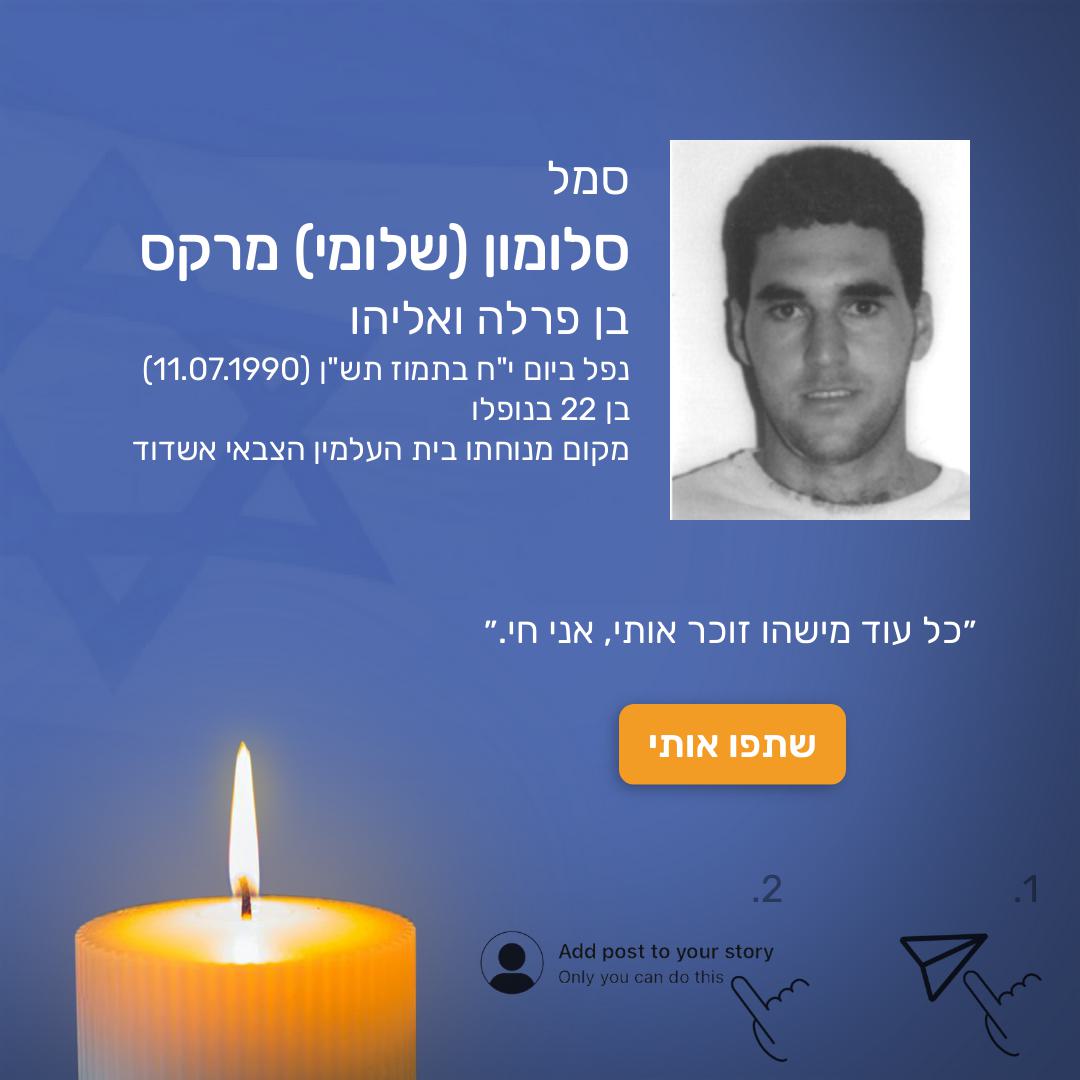 סמל
סלומון (שלומי) מרקס
בן פרלה ואליהו
נפל ביום י"ח בתמוז תש"ן (11.07.1990)
בן 22 בנופלו
מקום מנוחתו בית העלמין הצבאי אשדוד
״כל עוד מישהו זוכר אותי, אני חי.״
שתפו אותי
1.
2.
Add post to your story
Only you can do this